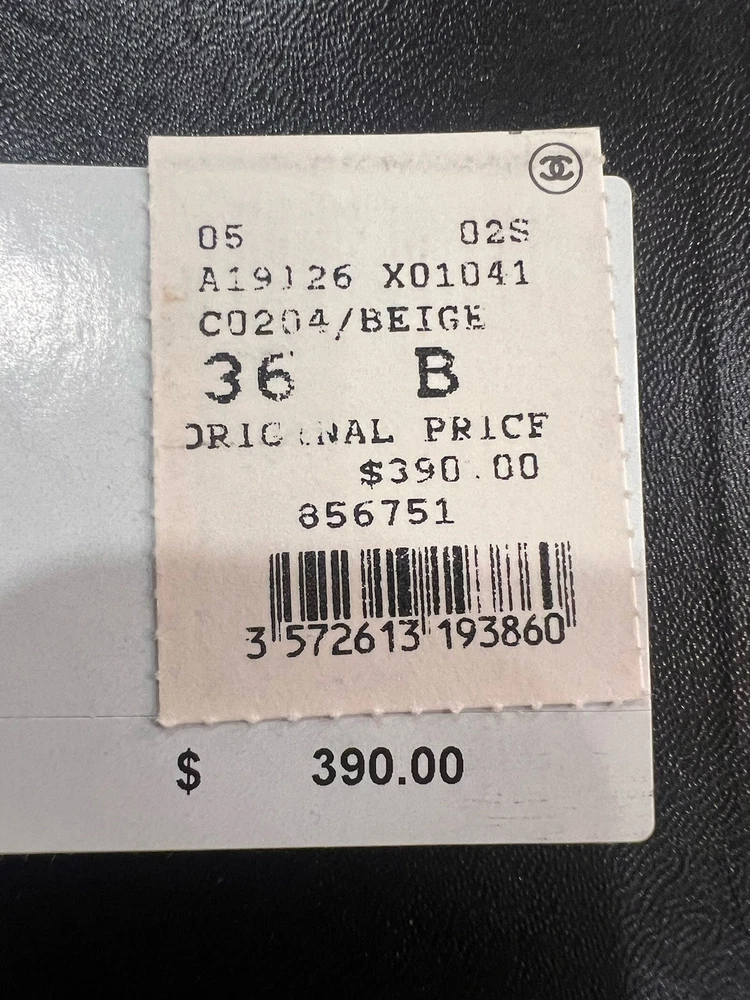 05 02S
A19126 X01041
C0204/BEIGE
36 B
ORIGINAL PRICE
$390.00
856751
3 572613 193860
$ 390.00